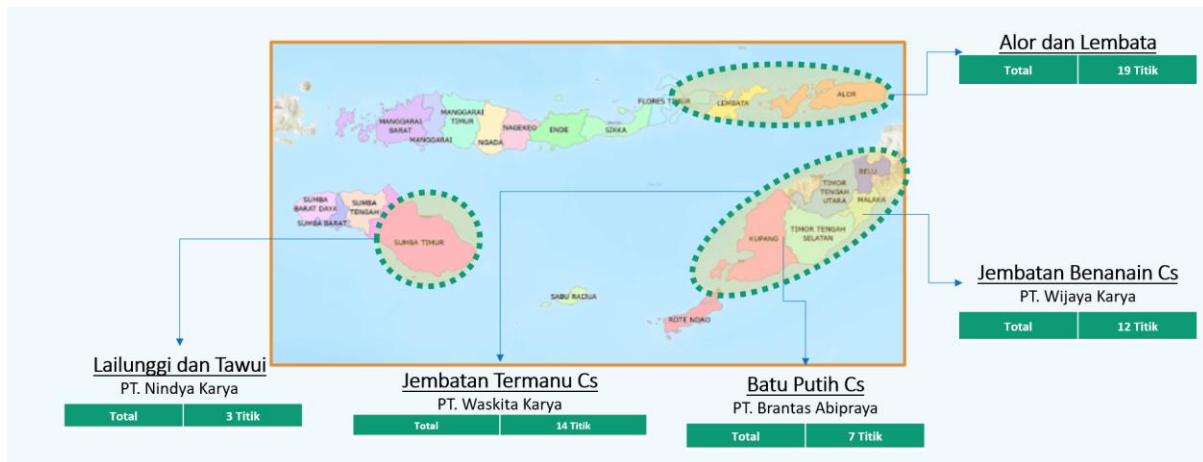 Alor dan Lembata
Total 19 Titik
FLORES TIMUR
LEMBATA
ALOR
MANGGARAI
BARAT
MANGGARAI
TIMUR
MANGGARAI
NGADA
NAGEKEO
ENDE
SIKKA
SUMBA
BARAT DAYA
SUMBA BARAT
SUMBA
TENGAH
SUMBA TIMUR
SABU RAIJUA
ROTE NDAO
KUPANG
TIMOR TENGAH
SELATAN
TIMOR
TENGAH
UTARA
BELU
MALAKA
Jembatan Benanain Cs
PT. Wijaya Karya
Total 12 Titik
Lailunggi dan Tawui
PT. Nindya Karya
Total 3 Titik
Jembatan Termanu Cs
PT. Waskita Karya
Total 14 Titik
Batu Putih Cs
PT. Brantas Abipraya
Total 7 Titik